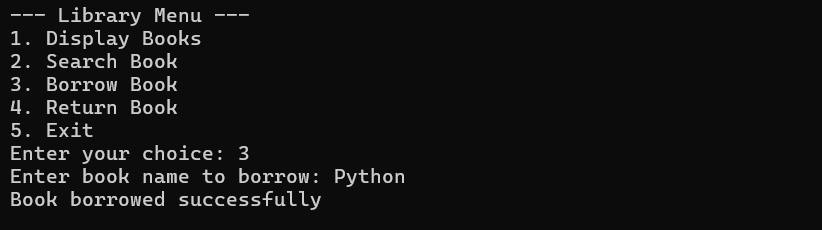 --- Library Menu ---
1. Display Books
2. Search Book
3. Borrow Book
4. Return Book
5. Exit
Enter your choice: 3
Enter book name to borrow: Python
Book borrowed successfully